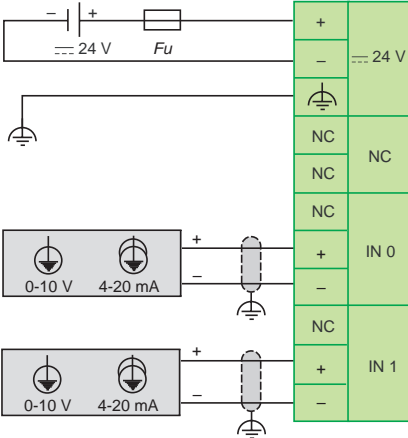 – +
⎓ 24 V Fu
+
–
⎓ 24 V
NC
NC
NC
NC
+
–
IN 0
0-10 V 4-20 mA
+
–
NC
+
–
IN 1
0-10 V 4-20 mA
+
–